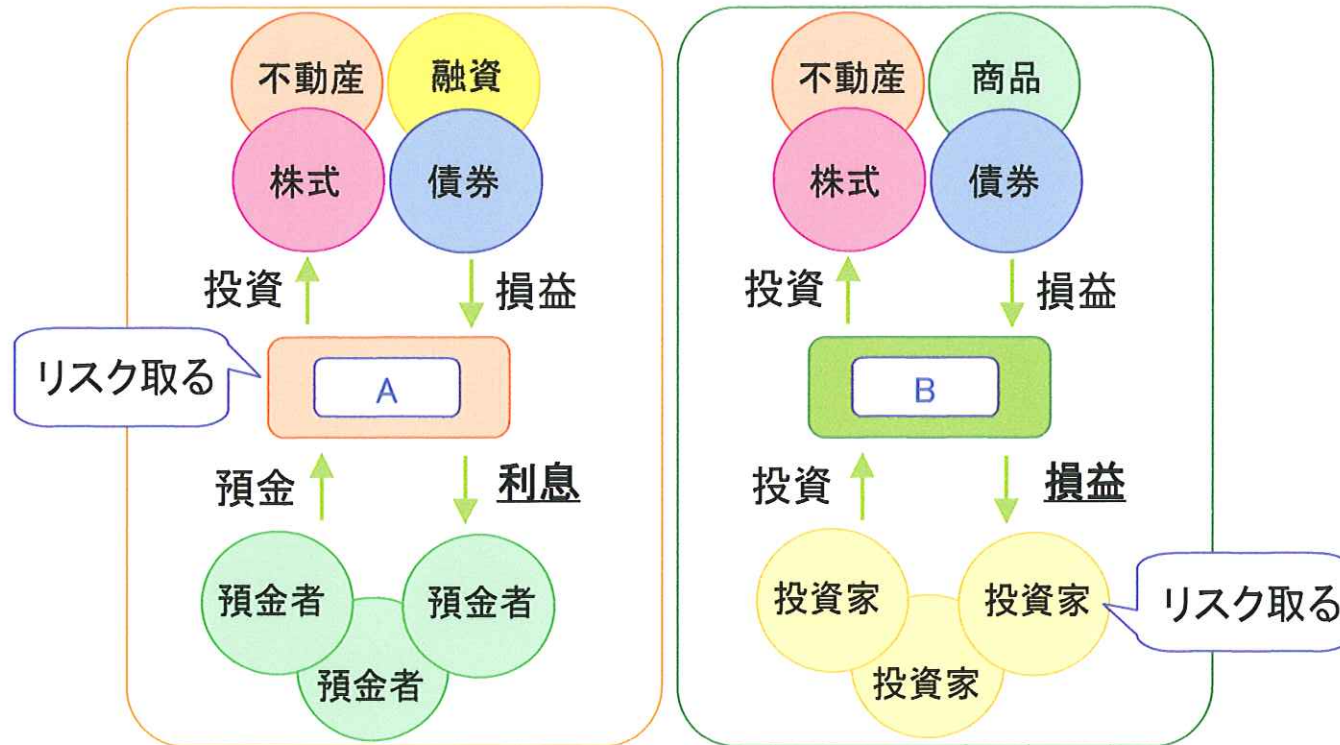 不動産
融資
株式
債券
投資
損益
リスク取る
A
預金
利息
預金者
預金者
預金者
不動産
商品
株式
債券
投資
損益
B
投資
損益
投資家
投資家
リスク取る
投資家